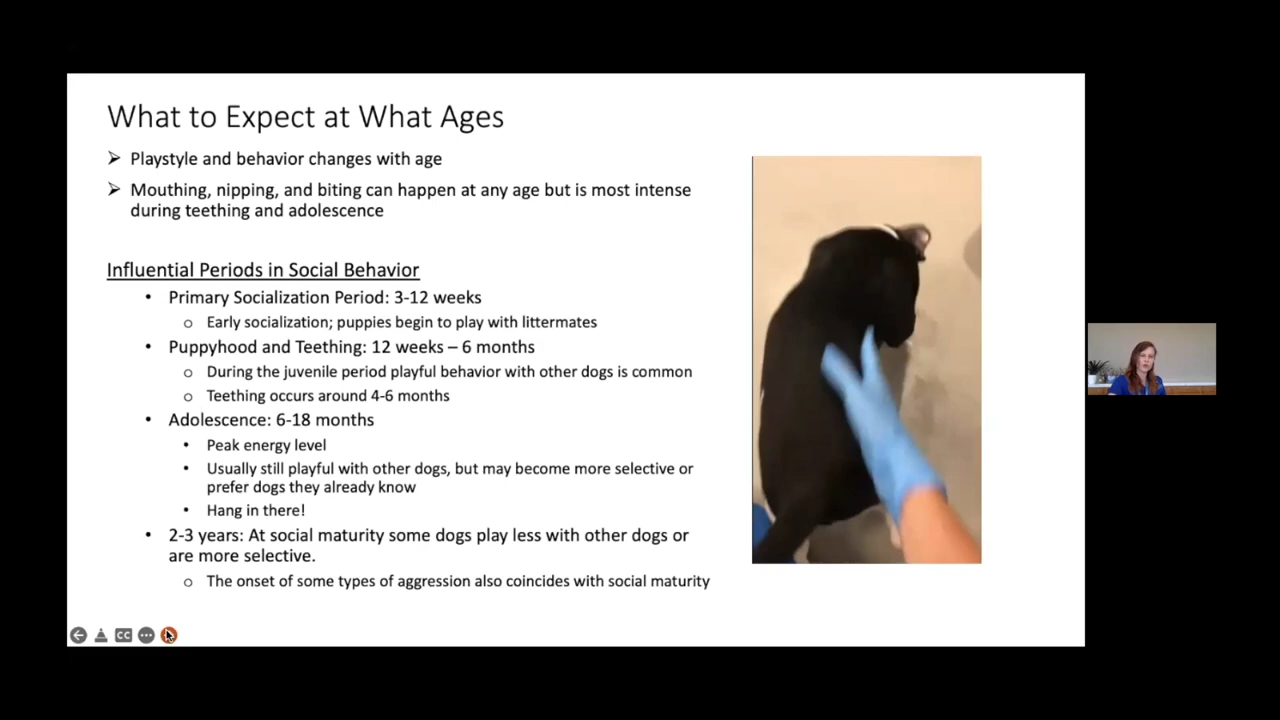 What to Expect at What Ages
➢ Playstyle and behavior changes with age
➢ Mouthing, nipping, and biting can happen at any age but is most intense
during teething and adolescence
Influential Periods in Social Behavior
• Primary Socialization Period: 3-12 weeks
o Early socialization; puppies begin to play with littermates
• Puppyhood and Teething: 12 weeks – 6 months
o During the juvenile period playful behavior with other dogs is common
o Teething occurs around 4-6 months
• Adolescence: 6-18 months
• Peak energy level
• Usually still playful with other dogs, but may become more selective or
prefer dogs they already know
• Hang in there!
• 2-3 years: At social maturity some dogs play less with other dogs or
are more selective.
o The onset of some types of aggression also coincides with social maturity
CC